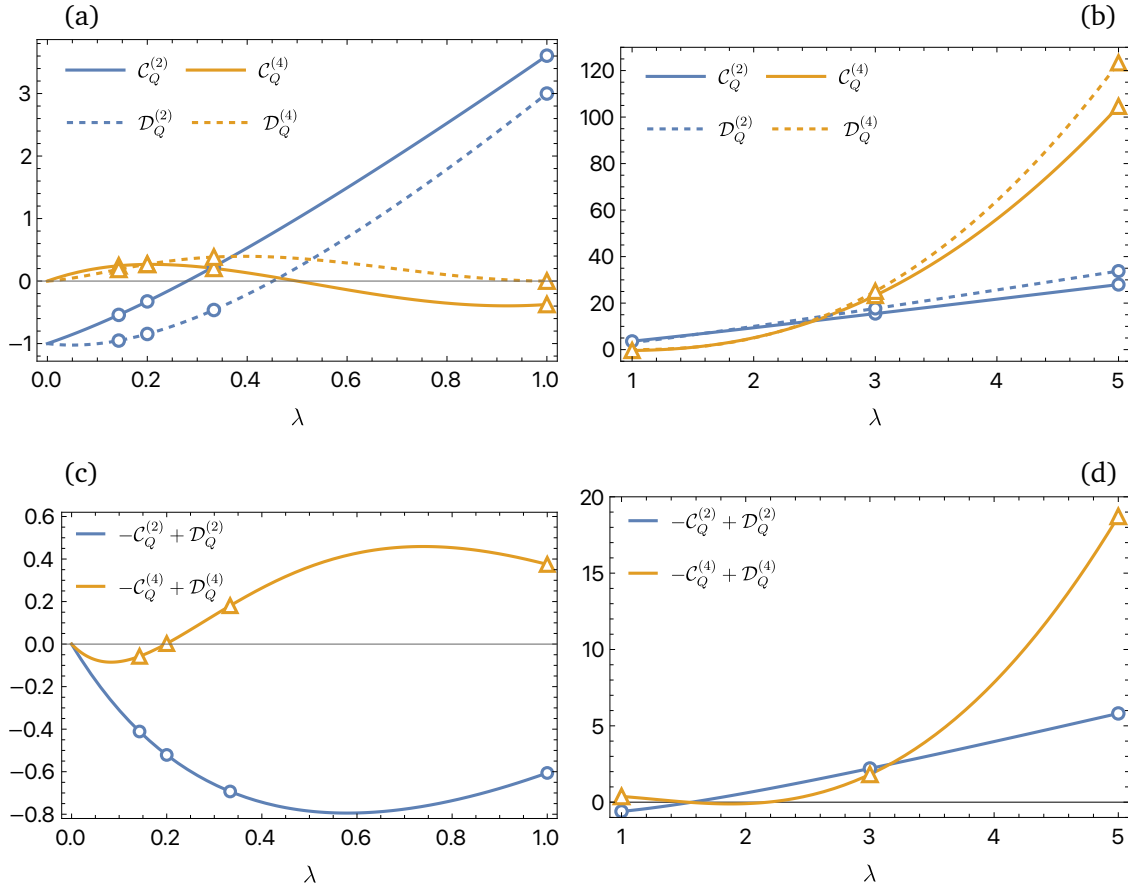 (a)
(b)
𝒞_Q^(2) 𝒞_Q^(4)
𝒟_Q^(2) 𝒟_Q^(4)
3
2
1
0
−1
0.0 0.2 0.4 0.6 0.8 1.0
λ
𝒞_Q^(2) 𝒞_Q^(4)
𝒟_Q^(2) 𝒟_Q^(4)
120
100
80
60
40
20
0
1 2 3 4 5
λ
(c)
(d)
−𝒞_Q^(2) + 𝒟_Q^(2)
−𝒞_Q^(4) + 𝒟_Q^(4)
0.6
0.4
0.2
0.0
−0.2
−0.4
−0.6
−0.8
0.0 0.2 0.4 0.6 0.8 1.0
λ
−𝒞_Q^(2) + 𝒟_Q^(2)
−𝒞_Q^(4) + 𝒟_Q^(4)
20
15
10
5
0
1 2 3 4 5
λ